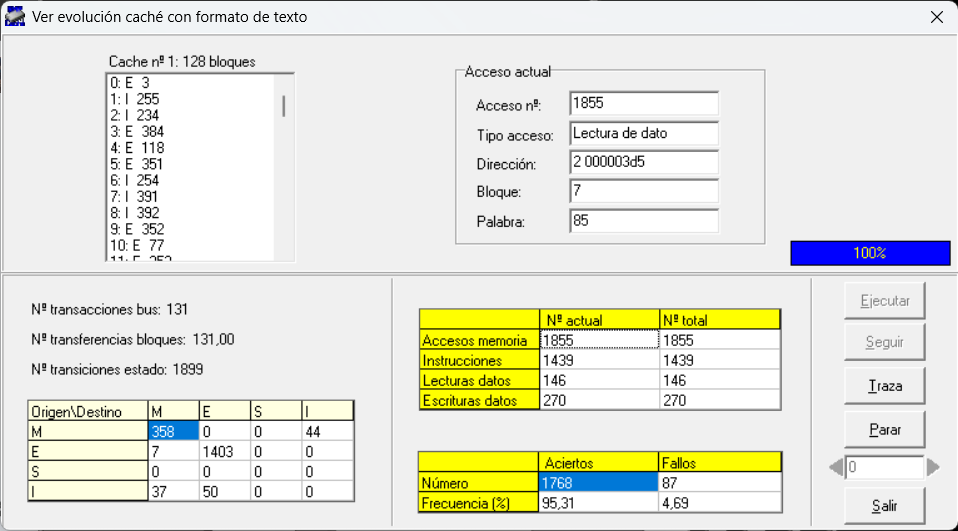 Ver evolución caché con formato de texto
Cache nº 1: 128 bloques
0: E 3
1: I 255
2: I 234
3: E 384
4: E 118
5: E 351
6: I 254
7: I 391
8: I 392
9: E 352
10: E 77
Acceso actual
Acceso nº: 1855
Tipo acceso: Lectura de dato
Dirección: 2 000003d5
Bloque: 7
Palabra: 85
100%
Nº transacciones bus: 131
Nº transferencias bloques: 131,00
Nº transiciones estado: 1899
Origen\Destino M E S I
M 358 0 0 44
E 7 1403 0 0
S 0 0 0 0
I 37 50 0 0
Nº actual Nº total
Accesos memoria 1855 1855
Instrucciones 1439 1439
Lecturas datos 146 146
Escrituras datos 270 270
Aciertos Fallos
Número 1768 87
Frecuencia (%) 95,31 4,69
Ejecutar
Seguir
Traza
Parar
0
Salir